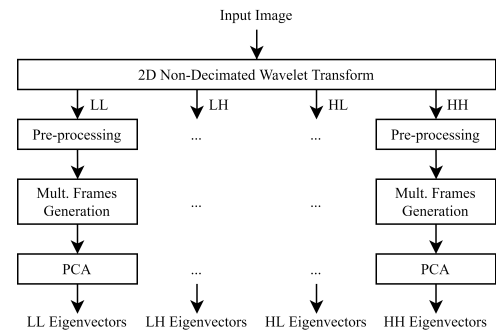 Input Image
2D Non-Decimated Wavelet Transform
LL LH HL HH
Pre-processing ... ... Pre-processing
Mult. Frames Generation ... ... Mult. Frames Generation
PCA ... ... PCA
LL Eigenvectors LH Eigenvectors HL Eigenvectors HH Eigenvectors